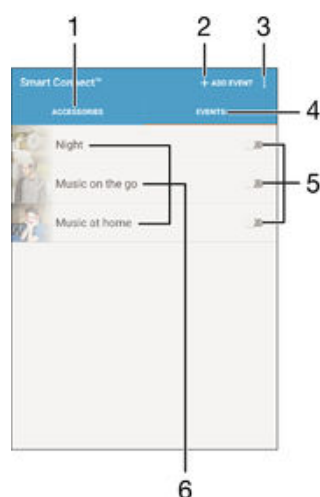 1 2 3
Smart Connect™ + ADD EVENT
ACCESSORIES EVENTS 4
Night
Music on the go 5
Music at home
6